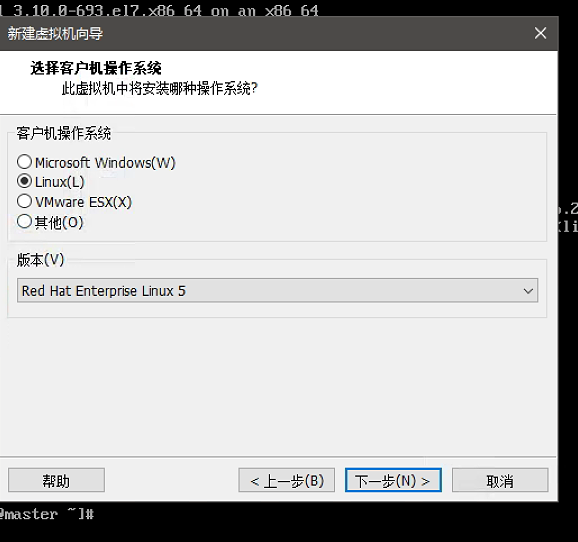 l 3.10.0-693.el7.x86_64 on an x86_64
新建虚拟机向导
选择客户机操作系统
此虚拟机中将安装哪种操作系统?
客户机操作系统
Microsoft Windows(W)
Linux(L)
VMware ESX(X)
其他(O)
版本(V)
Red Hat Enterprise Linux 5
帮助
< 上一步(B)
下一步(N) >
取消
@master ~]#